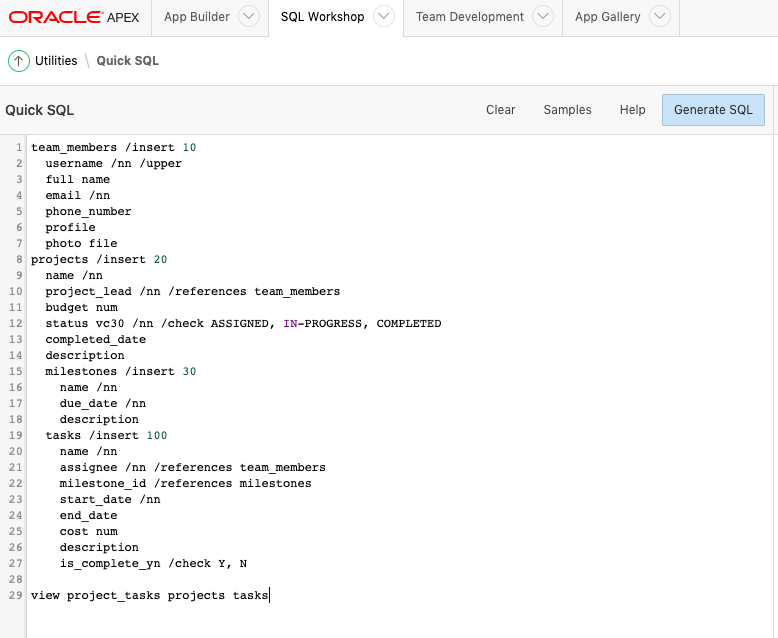 ORACLE APEX App Builder SQL Workshop Team Development App Gallery
Utilities \ Quick SQL
Quick SQL Clear Samples Help Generate SQL
1 team_members /insert 10
2   username /nn /upper
3   full name
4   email /nn
5   phone_number
6   profile
7   photo file
8 projects /insert 20
9   name /nn
10   project_lead /nn /references team_members
11   budget num
12   status vc30 /nn /check ASSIGNED, IN-PROGRESS, COMPLETED
13   completed_date
14   description
15   milestones /insert 30
16     name /nn
17     due_date /nn
18     description
19   tasks /insert 100
20     name /nn
21     assignee /nn /references team_members
22     milestone_id /references milestones
23     start_date /nn
24     end_date
25     cost num
26     description
27     is_complete_yn /check Y, N
28
29 view project_tasks projects tasks